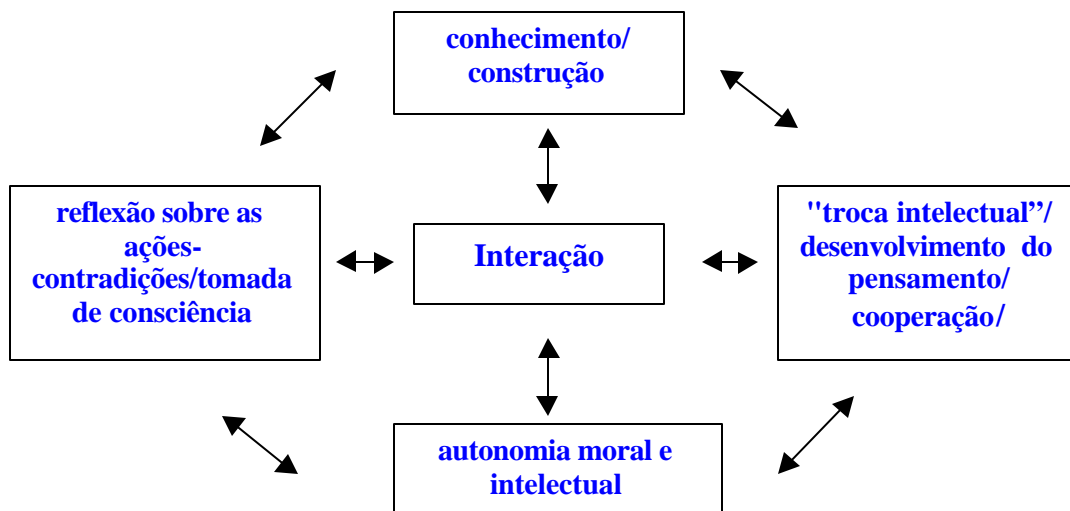 conhecimento/
construção
reflexão sobre as
ações-
contradições/tomada
de consciência
Interação
"troca intelectual”/
desenvolvimento do
pensamento/
cooperação/
autonomia moral e
intelectual